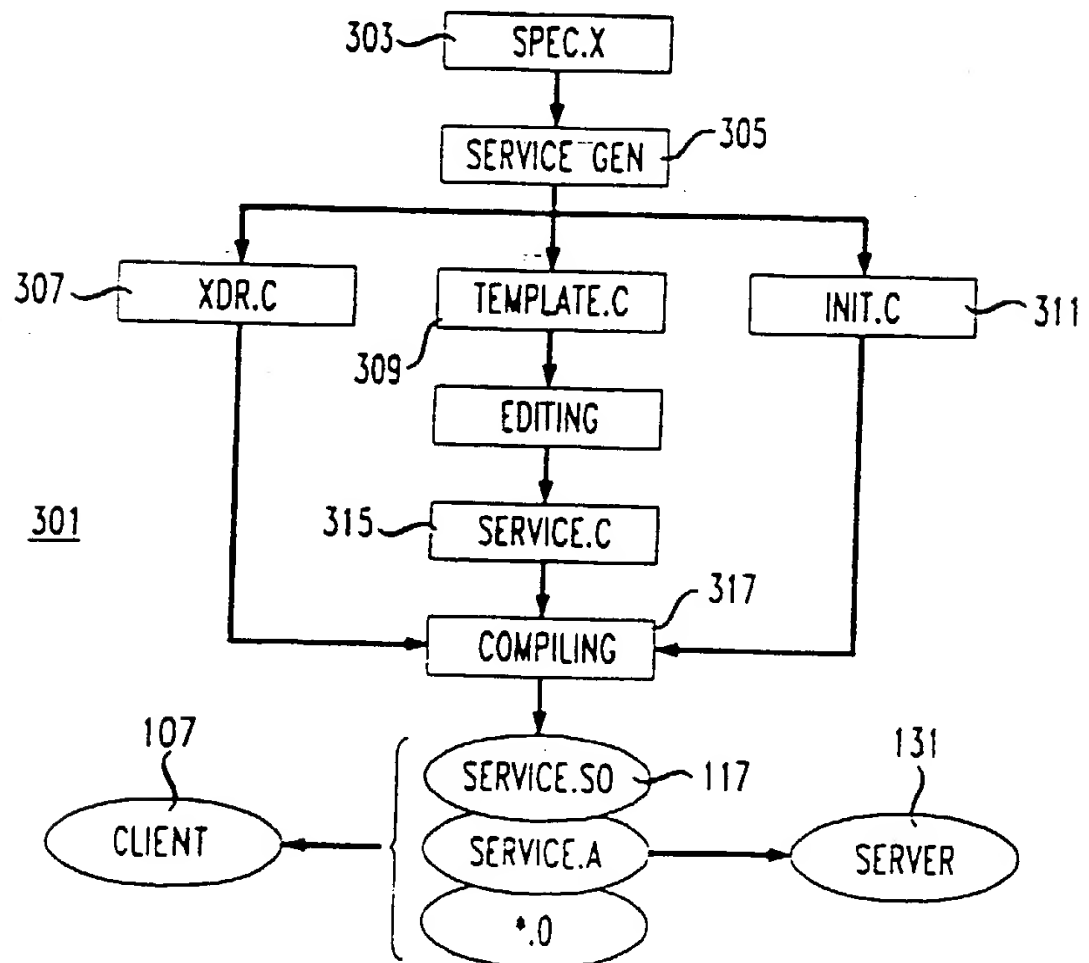 303
SPEC.X
SERVICE GEN
305
307
XDR.C
TEMPLATE.C
INIT.C
311
309
EDITING
301
315
SERVICE.C
317
COMPILING
107
131
SERVICE.SO
117
CLIENT
SERVICE.A
SERVER
*.O